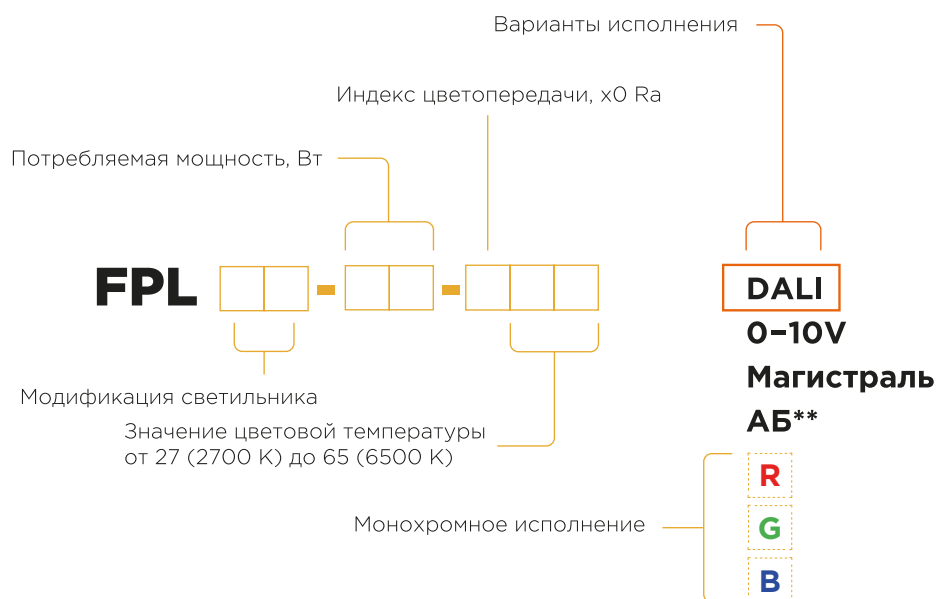 Варианты исполнения
Индекс цветопередачи, x0 Ra
Потребляемая мощность, Вт
FPL
DALI
0–10V
Магистраль
АБ**
Модификация светильника
Значение цветовой температуры
от 27 (2700 К) до 65 (6500 К)
R
Монохромное исполнение
G
B